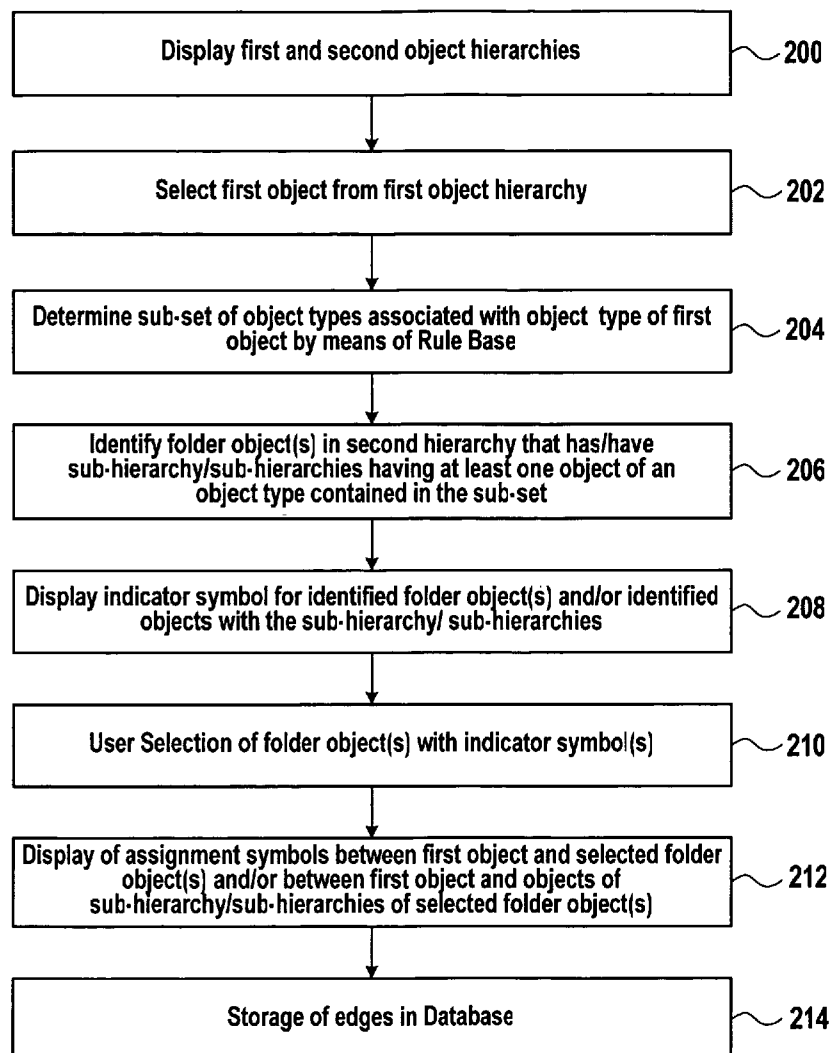 Display first and second object hierarchies
200
Select first object from first object hierarchy
202
Determine sub-set of object types associated with object type of first
object by means of Rule Base
204
Identify folder object(s) in second hierarchy that has/have
sub-hierarchy/sub-hierarchies having at least one object of an
object type contained in the sub-set
206
Display indicator symbol for identified folder object(s) and/or identified
objects with the sub-hierarchy/ sub-hierarchies
208
User Selection of folder object(s) with indicator symbol(s)
210
Display of assignment symbols between first object and selected folder
object(s) and/or between first object and objects of
sub-hierarchy/sub-hierarchies of selected folder object(s)
212
Storage of edges in Database
214